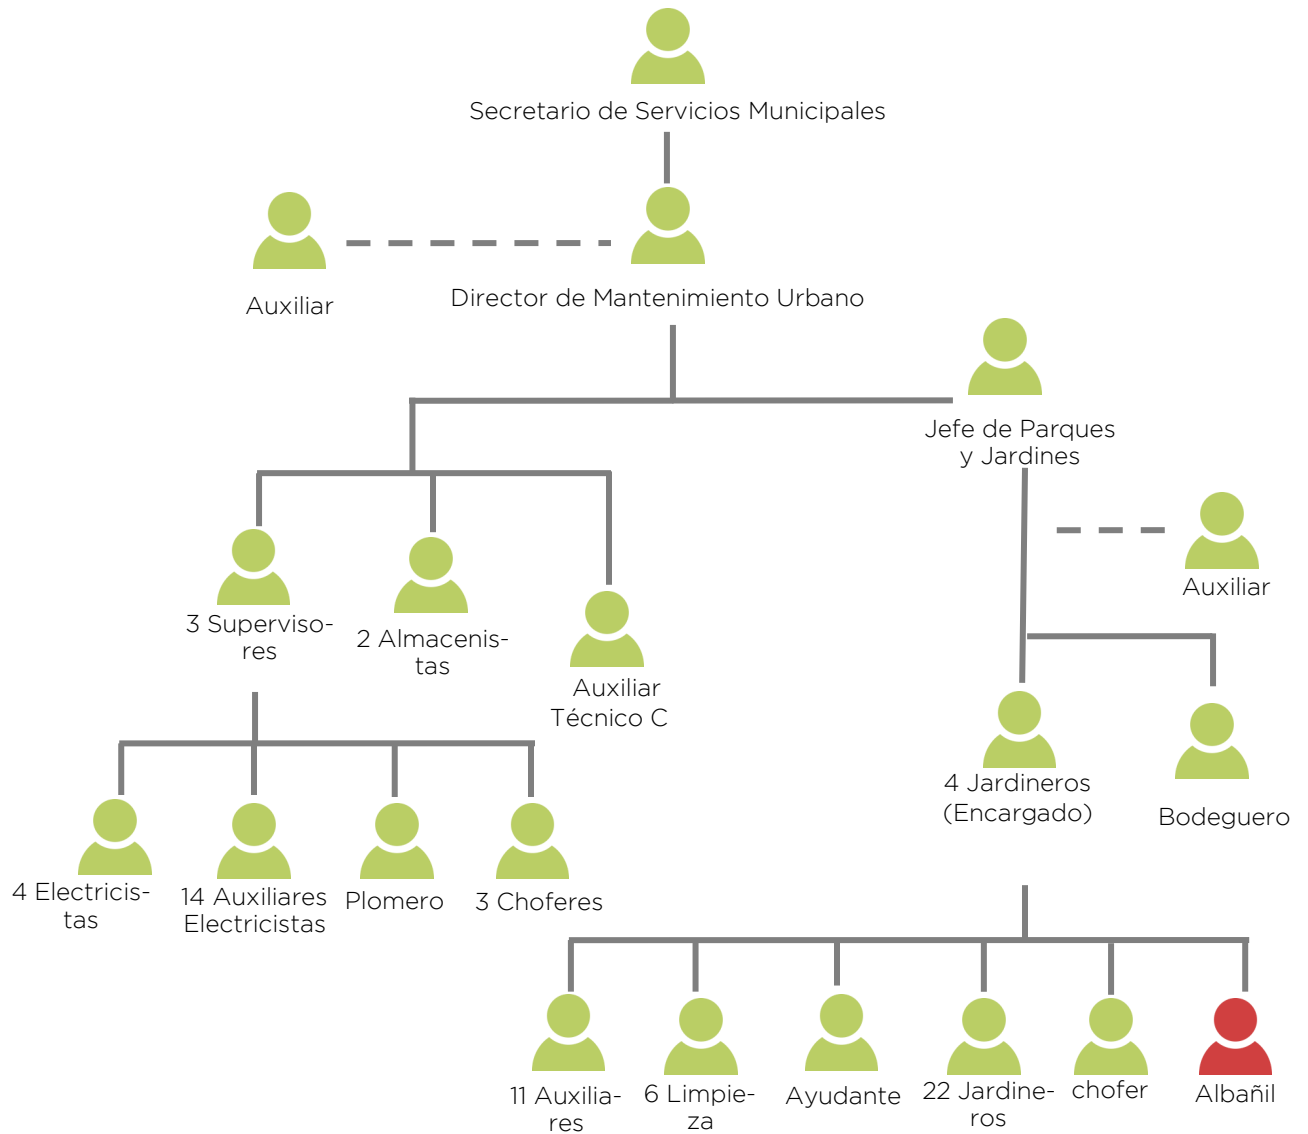 Secretario de Servicios Municipales
Auxiliar
Director de Mantenimiento Urbano
Jefe de Parques
y Jardines
Auxiliar
3 Superviso-
res
2 Almacenis-
tas
Auxiliar
Técnico C
4 Jardineros
(Encargado)
Bodeguero
4 Electricis-
tas
14 Auxiliares
Electricistas
Plomero
3 Choferes
11 Auxilia-
res
6 Limpie-
za
Ayudante
22 Jardine-
ros
chofer
Albañil